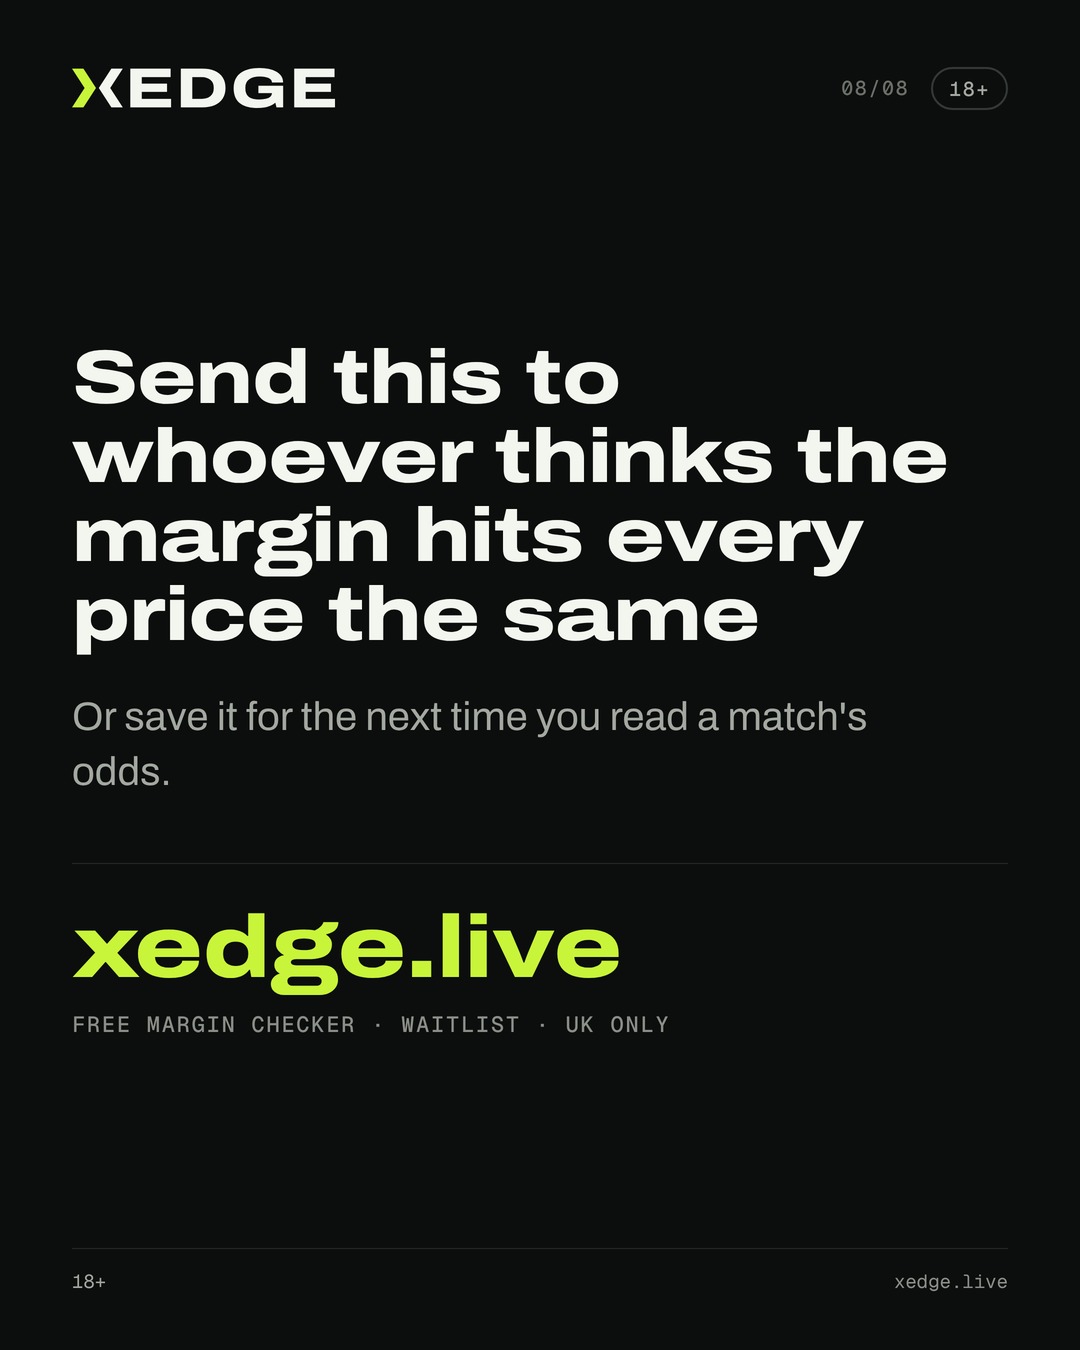 XEDGE
08/08 18+
Send this to
whoever thinks the
margin hits every
price the same
Or save it for the next time you read a match's
odds.
xedge.live
FREE MARGIN CHECKER · WAITLIST · UK ONLY
18+ xedge.live